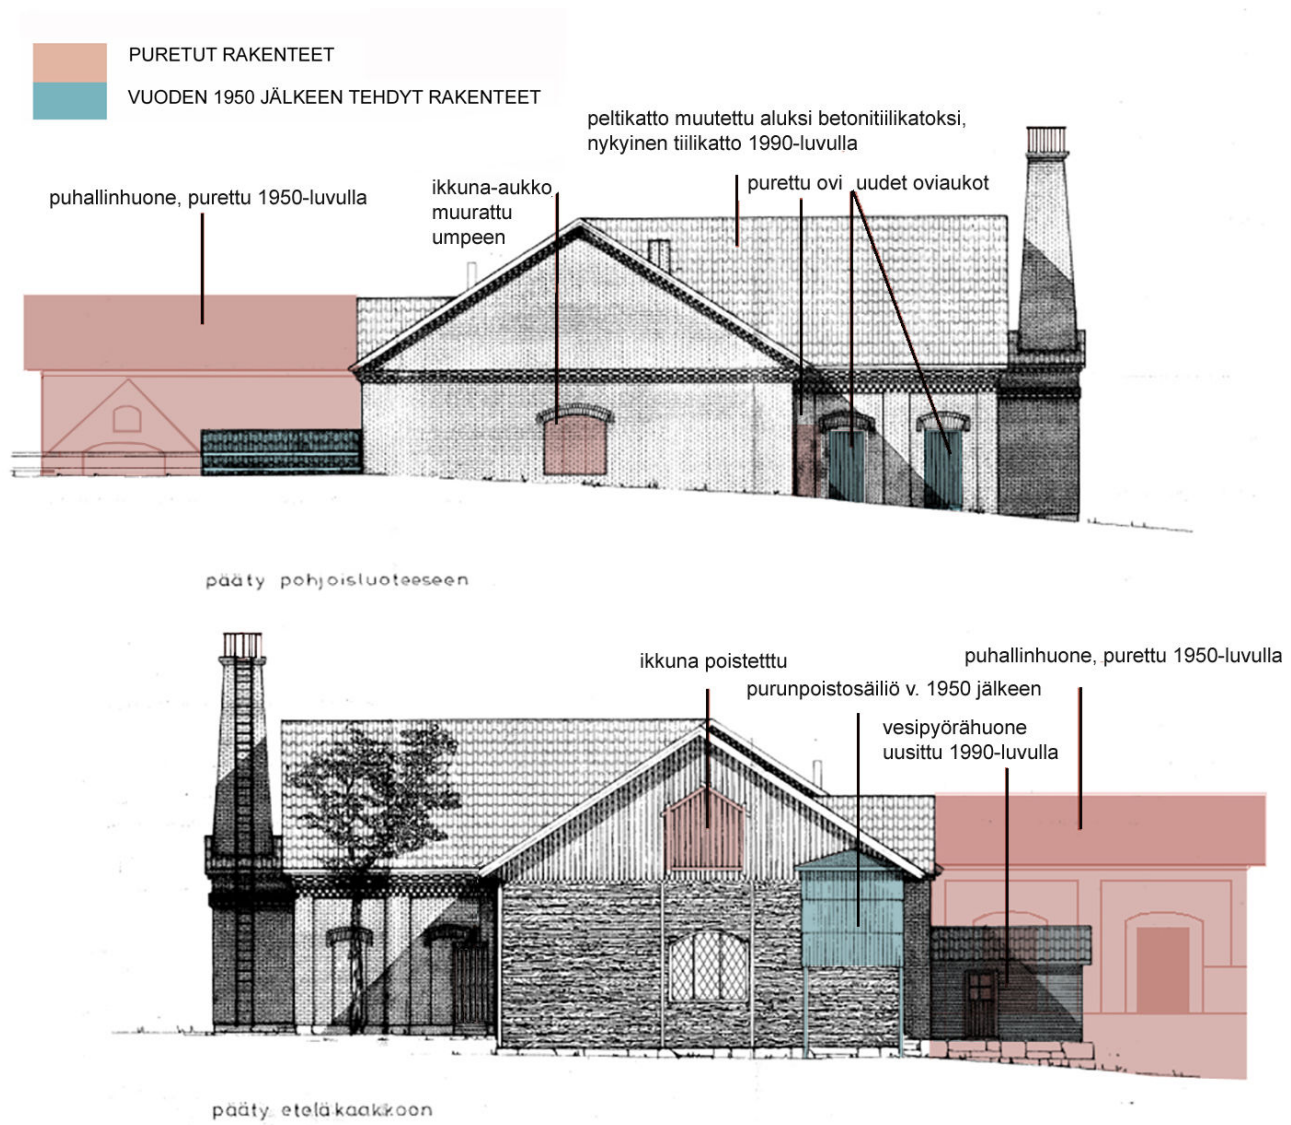 PURETUT RAKENTEET
VUODEN 1950 JÄLKEEN TEHDYT RAKENTEET
peltikatto muutettu aluksi betonitiilikatoksi,
nykyinen tiilikatto 1990-luvulla
puhallinhuone, purettu 1950-luvulla
ikkuna-aukko
muurattu
umpeen
purettu ovi
uudet oviaukot
pääty pohjoisluoteeseen
ikkuna poistetttu
puhallinhuone, purettu 1950-luvulla
purunpoistosäiliö v. 1950 jälkeen
vesipyörähuone
uusittu 1990-luvulla
pääty eteläkaakkoon